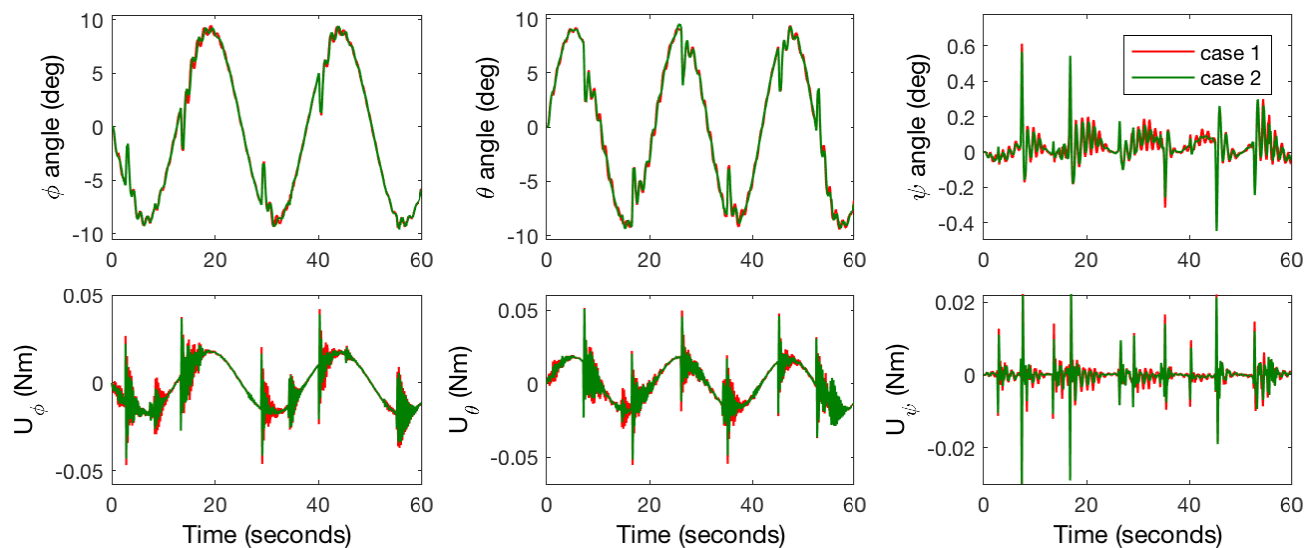 10
5
0
-5
-10
ϕ angle (deg)
0 20 40 60
10
5
0
-5
-10
θ angle (deg)
0 20 40 60
0.6
0.4
0.2
0
-0.2
-0.4
ψ angle (deg)
case 1
case 2
0 20 40 60
0.05
0
-0.05
U_ϕ (Nm)
0 20 40 60
Time (seconds)
0.05
0
-0.05
U_θ (Nm)
0 20 40 60
Time (seconds)
0.02
0
-0.02
U_ψ (Nm)
0 20 40 60
Time (seconds)